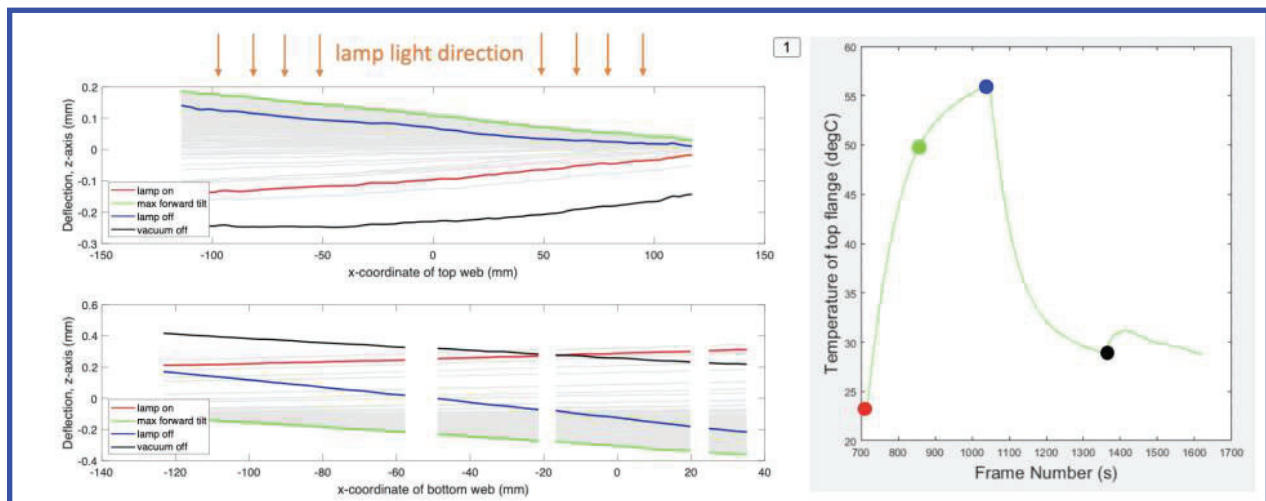 lamp light direction
0.2
0.1
0
-0.1
-0.2
-0.3
Deflection, z-axis (mm)
lamp on
max forward tilt
lamp off
vacuum off
-150 -100 -50 0 50 100 150
x-coordinate of top web (mm)
0.6
0.4
0.2
0
-0.2
-0.4
Deflection, z-axis (mm)
lamp on
max forward tilt
lamp off
vacuum off
-140 -120 -100 -80 -60 -40 -20 0 20 40
x-coordinate of bottom web (mm)
1
60
55
50
45
40
35
30
25
20
Temperature of top flange (degC)
700 800 900 1000 1100 1200 1300 1400 1500 1600 1700
Frame Number (s)